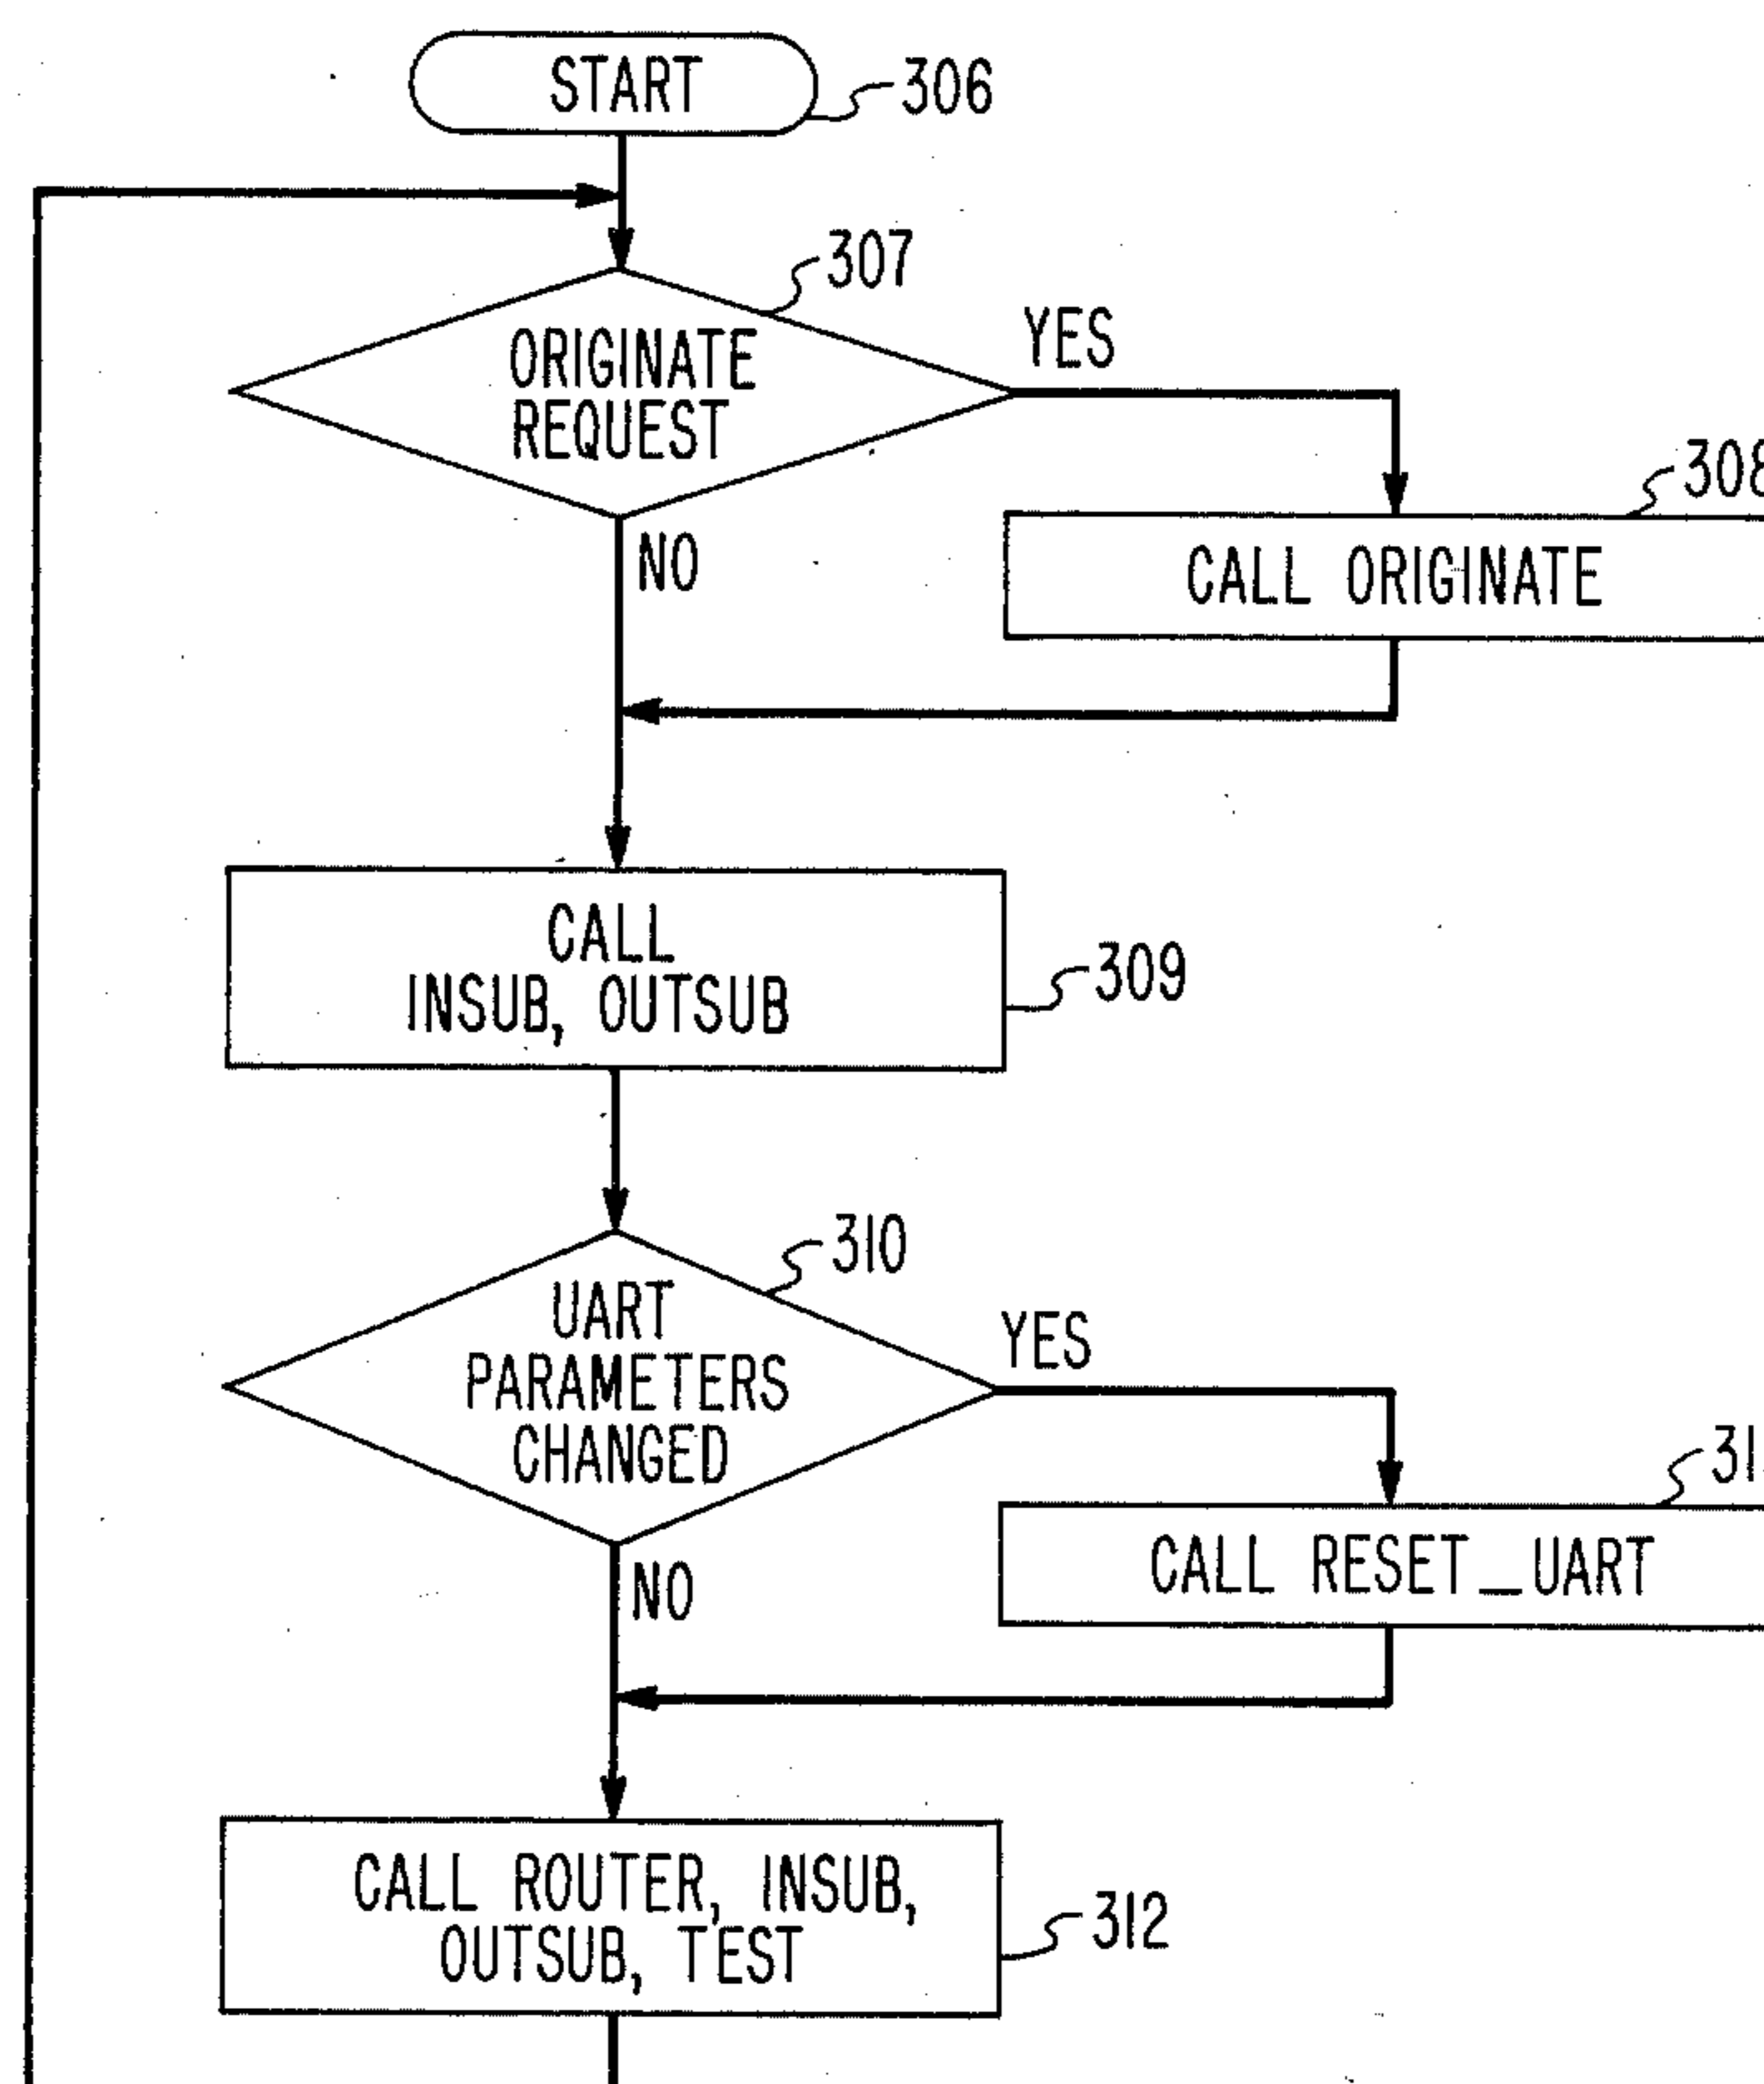 START
306
307
ORIGINATE
REQUEST
YES
308
NO
CALL ORIGINATE
CALL
INSUB, OUTSUB
309
310
UART
PARAMETERS
CHANGED
YES
NO
CALL RESET_UART
CALL ROUTER, INSUB,
OUTSUB, TEST
312